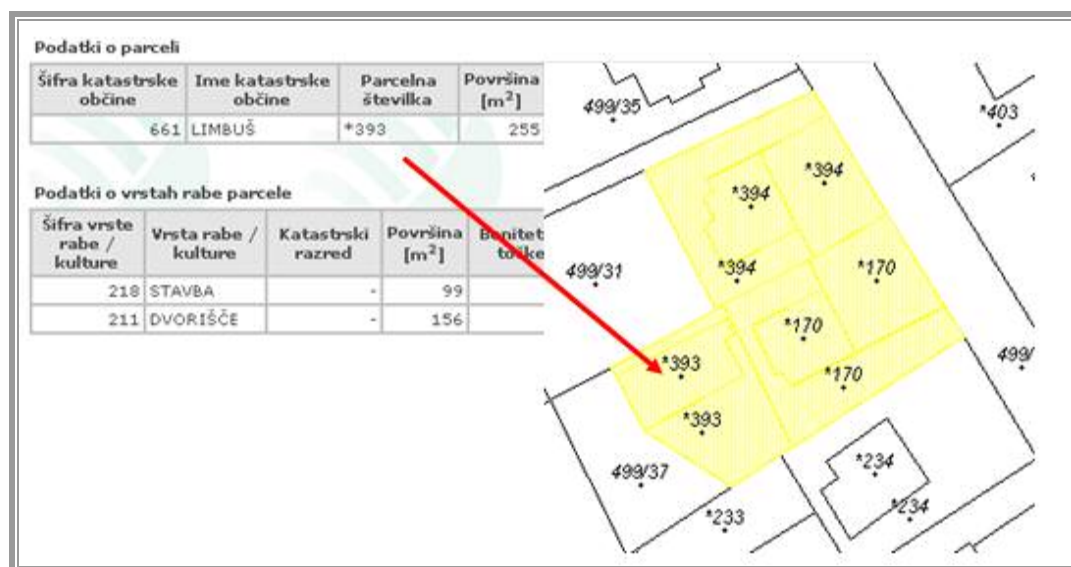 Podatki o parceli
Šifra katastrske občine Ime katastrske občine Parcelna številka Površina [m²]
661 LIMBUŠ *393 255
Podatki o vrstah rabe parcele
Šifra vrste rabe / kulture Vrsta rabe / kulture Katastrski razred Površina [m²]
218 STAVBA - 99
211 DVORIŠČE - 156
499/35
*403
*394
*394
*394
*170
499/31
*170
499/
*393
*170
*393
499/37
*234
*234
*233